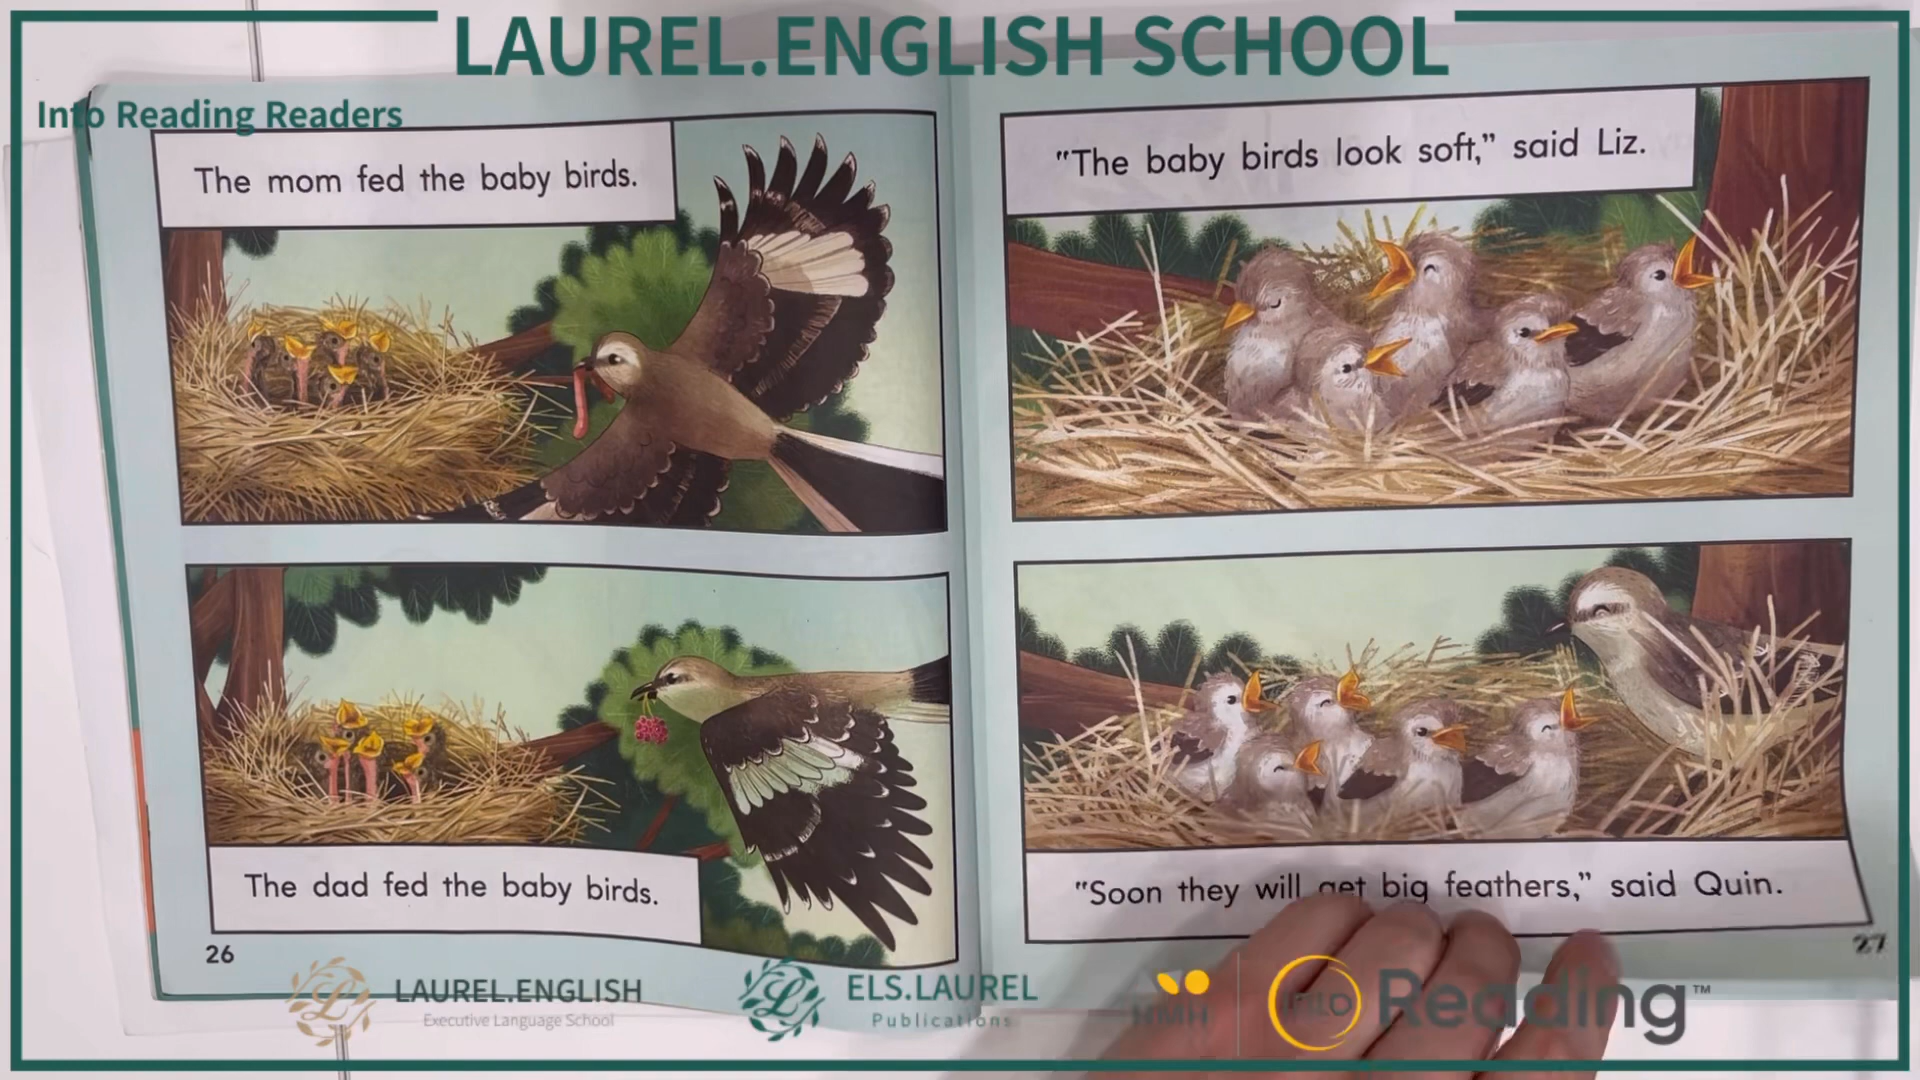 LAUREL.ENGLISH SCHOOL
Into Reading Readers
The mom fed the baby birds.
The dad fed the baby birds.
26
"The baby birds look soft," said Liz.
"Soon they will get big feathers," said Quin.
27
LAUREL.ENGLISH
Executive Language School
ELS.LAUREL
Publications
HMH
Reading™